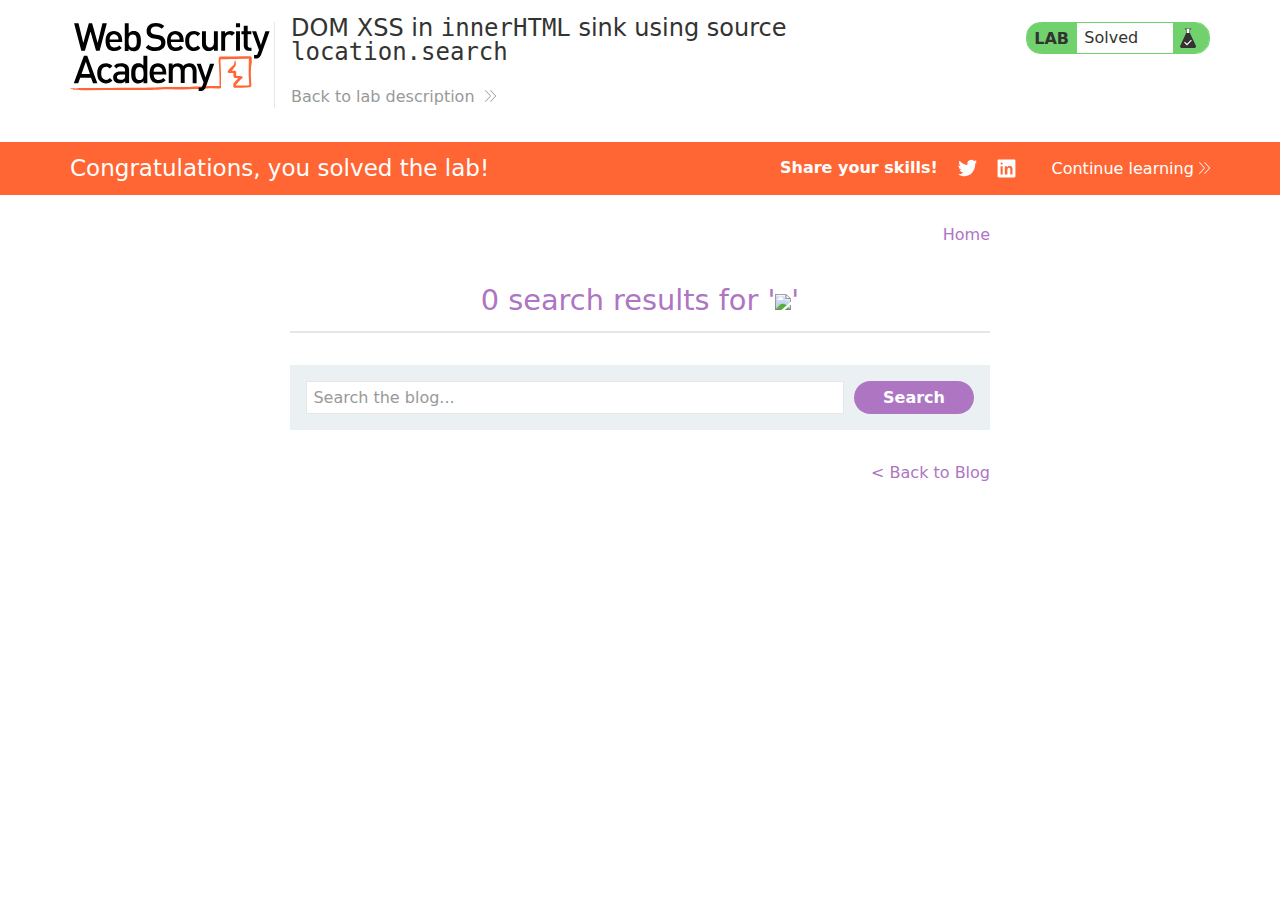 Web Security
Academy
DOM XSS in innerHTML sink using source
location.search
Back to lab description
LAB Solved
Congratulations, you solved the lab!
Share your skills!
Continue learning
Home
0 search results for ''
Search the blog...
Search
< Back to Blog